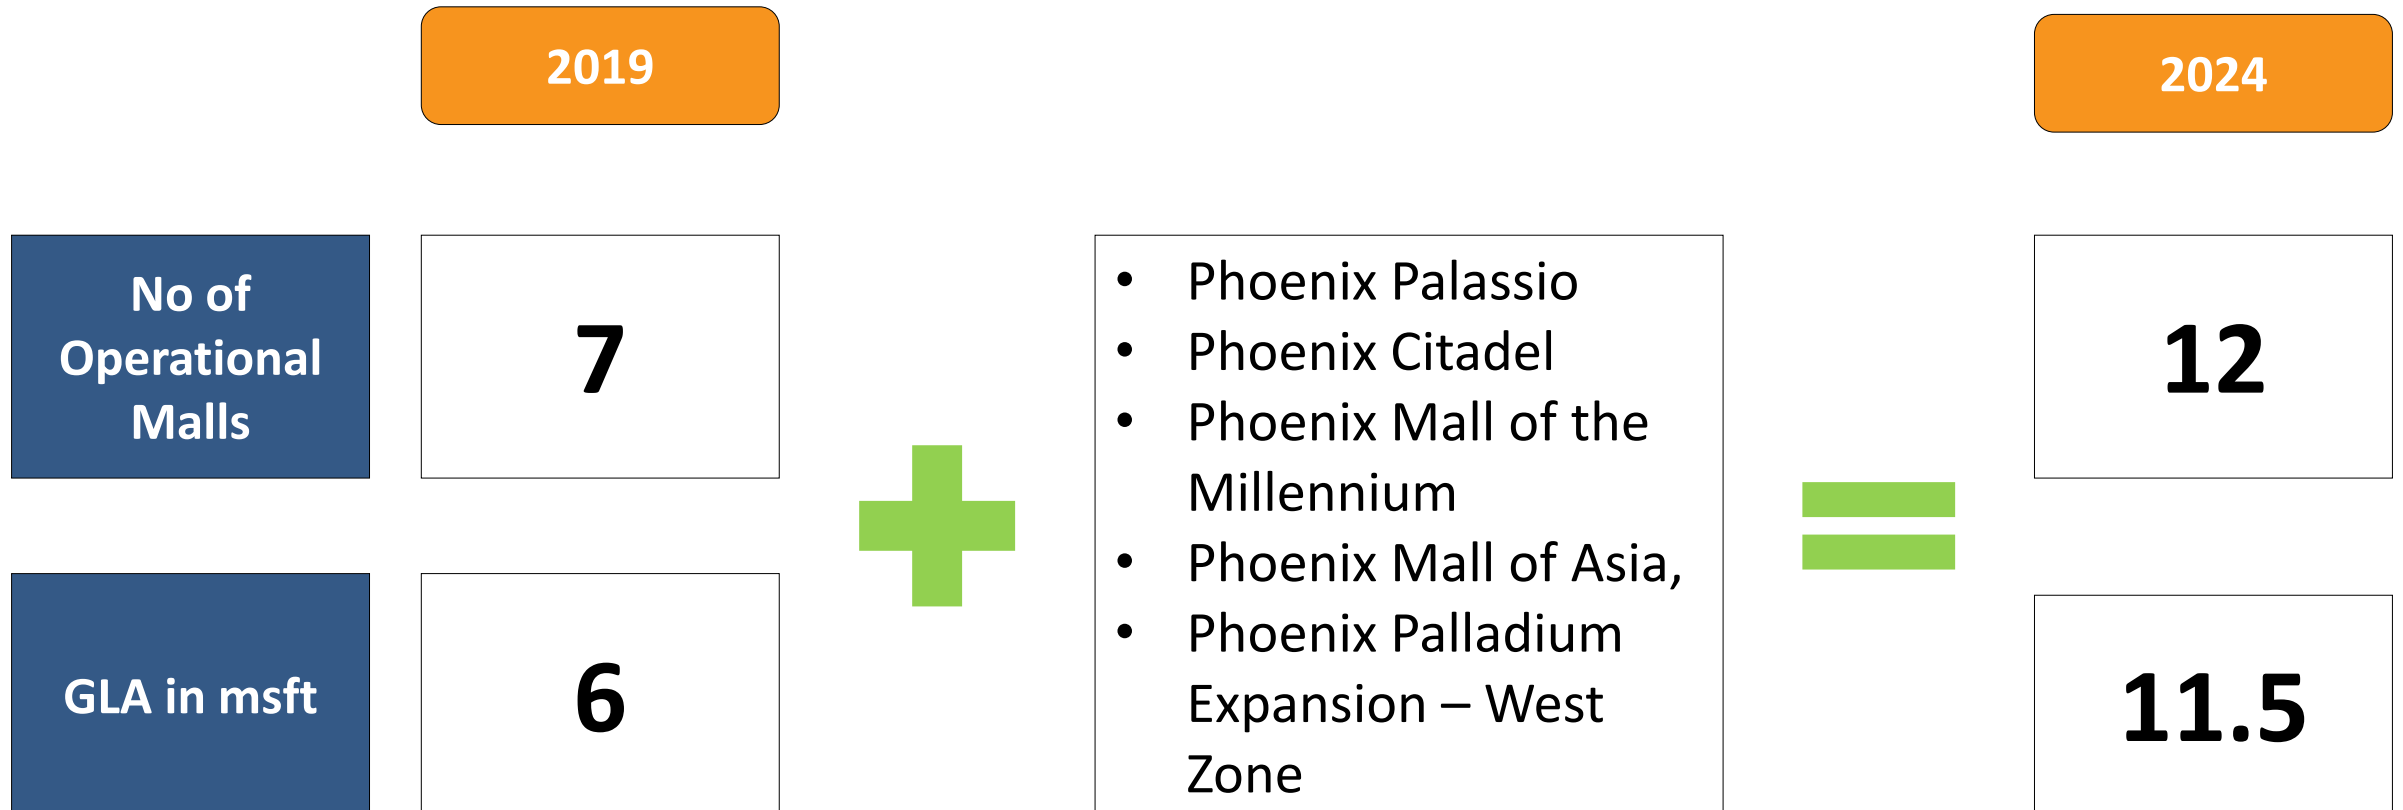 2019
2024
No of
Operational
Malls
7
• Phoenix Palassio
• Phoenix Citadel
• Phoenix Mall of the
Millennium
• Phoenix Mall of Asia,
• Phoenix Palladium
Expansion – West
Zone
12
GLA in msft
6
11.5